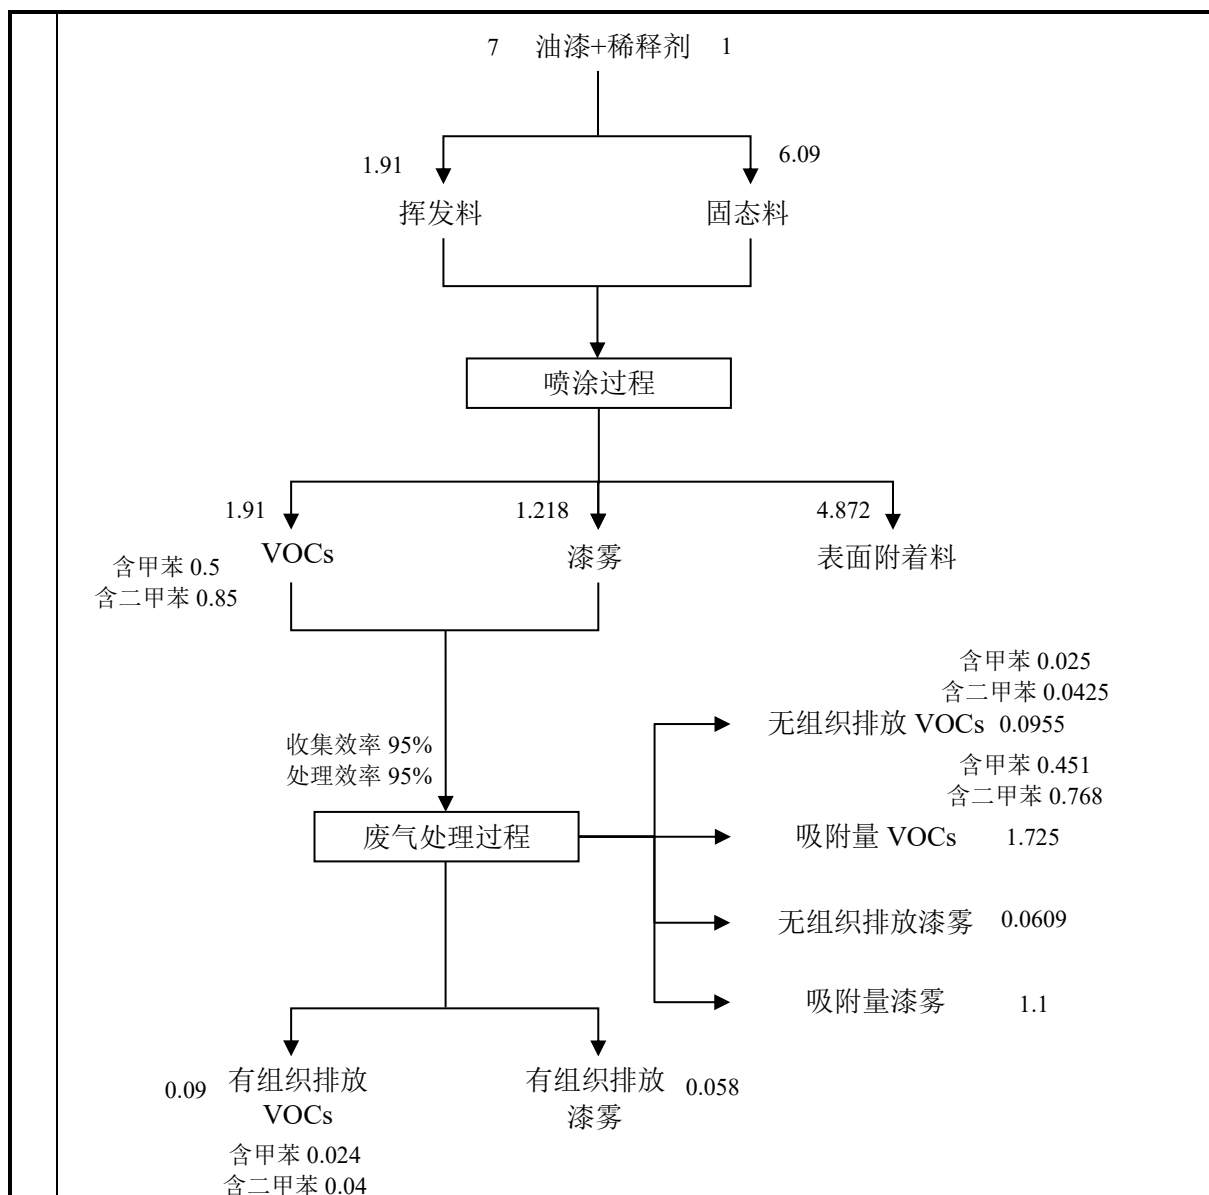 7 油漆+稀释剂 1
1.91
6.09
挥发料
固态料
喷涂过程
1.91
1.218
4.872
VOCs
漆雾
表面附着料
含甲苯 0.5
含二甲苯 0.85
含甲苯 0.025
含二甲苯 0.0425
无组织排放 VOCs 0.0955
收集效率 95%
处理效率 95%
含甲苯 0.451
含二甲苯 0.768
废气处理过程
吸附量 VOCs 1.725
无组织排放漆雾 0.0609
吸附量漆雾 1.1
0.09
有组织排放
VOCs
有组织排放
漆雾
0.058
含甲苯 0.024
含二甲苯 0.04